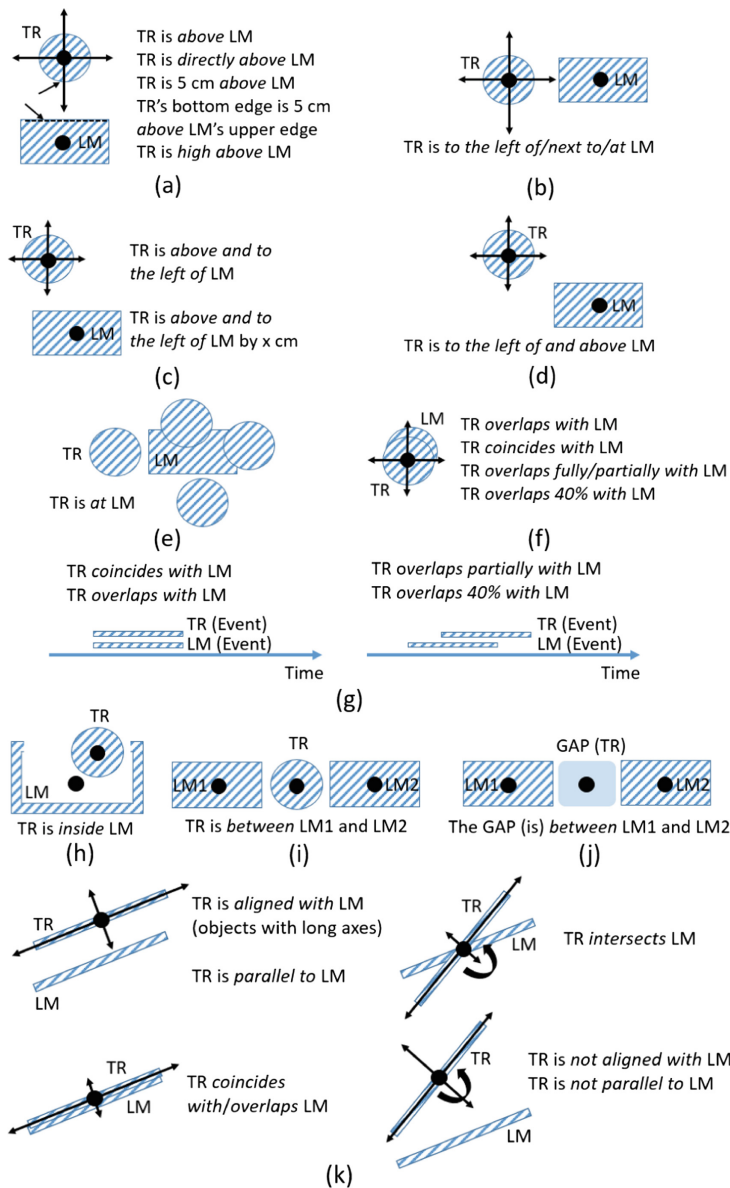 TR
LM
TR is above LM
TR is directly above LM
TR is 5 cm above LM
TR's bottom edge is 5 cm
above LM's upper edge
TR is high above LM
(a)
TR
LM
TR is to the left of/next to/at LM
(b)
TR
LM
TR is above and to
the left of LM
TR is above and to
the left of LM by x cm
(c)
TR
LM
TR is to the left of and above LM
(d)
TR
LM
TR is at LM
(e)
LM
TR
TR overlaps with LM
TR coincides with LM
TR overlaps fully/partially with LM
TR overlaps 40% with LM
(f)
TR coincides with LM
TR overlaps with LM
TR (Event)
LM (Event)
Time
TR overlaps partially with LM
TR overlaps 40% with LM
TR (Event)
LM (Event)
Time
(g)
TR
LM
TR is inside LM
(h)
TR
LM1
LM2
TR is between LM1 and LM2
(i)
GAP (TR)
LM1
LM2
The GAP (is) between LM1 and LM2
(j)
TR
LM
TR is aligned with LM
(objects with long axes)
TR is parallel to LM
TR
LM
TR intersects LM
TR
LM
TR coincides
with/overlaps LM
TR
LM
TR is not aligned with LM
TR is not parallel to LM
(k)